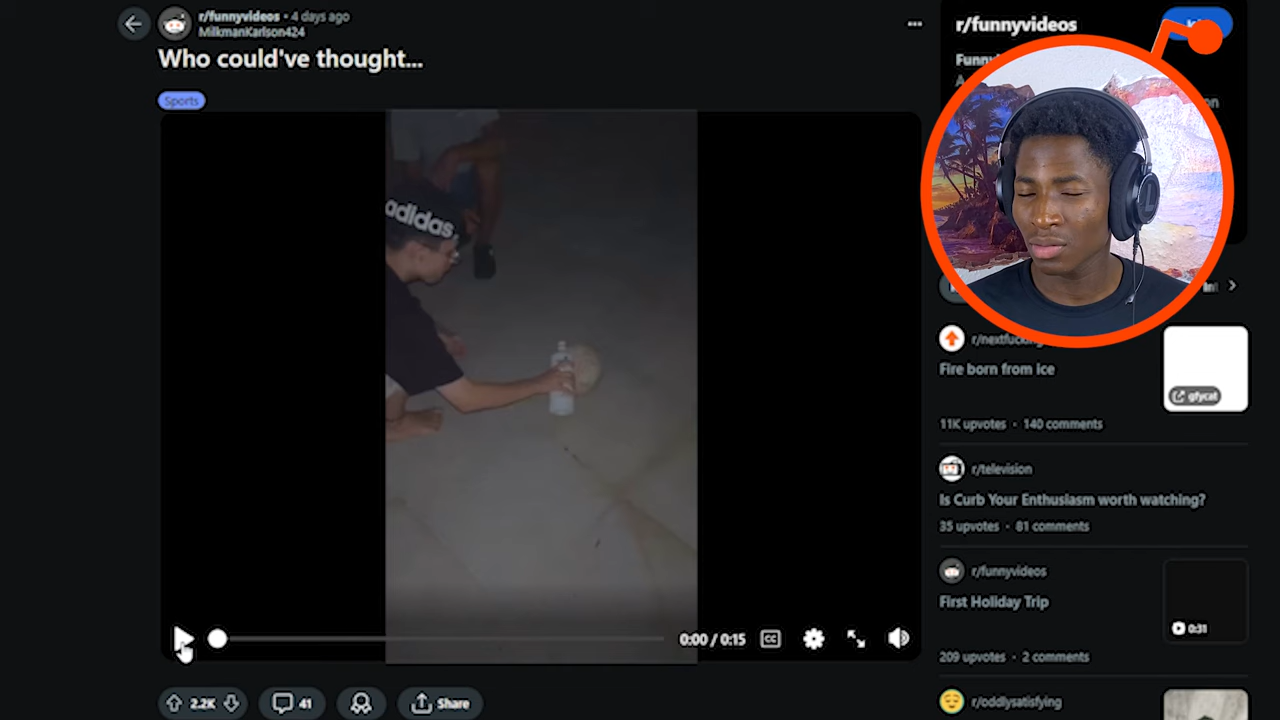 r/funnyvideos • 4 days ago
MilkmanKarlson424
Who could've thought...
Sports
adidas
0:00 / 0:15
CC
2.2K
41
Share
r/funnyvideos
Fire born from ice
gfycat
11K upvotes · 140 comments
r/television
Is Curb Your Enthusiasm worth watching?
35 upvotes · 81 comments
r/funnyvideos
First Holiday Trip
0:31
209 upvotes · 2 comments
r/oddlysatisfying